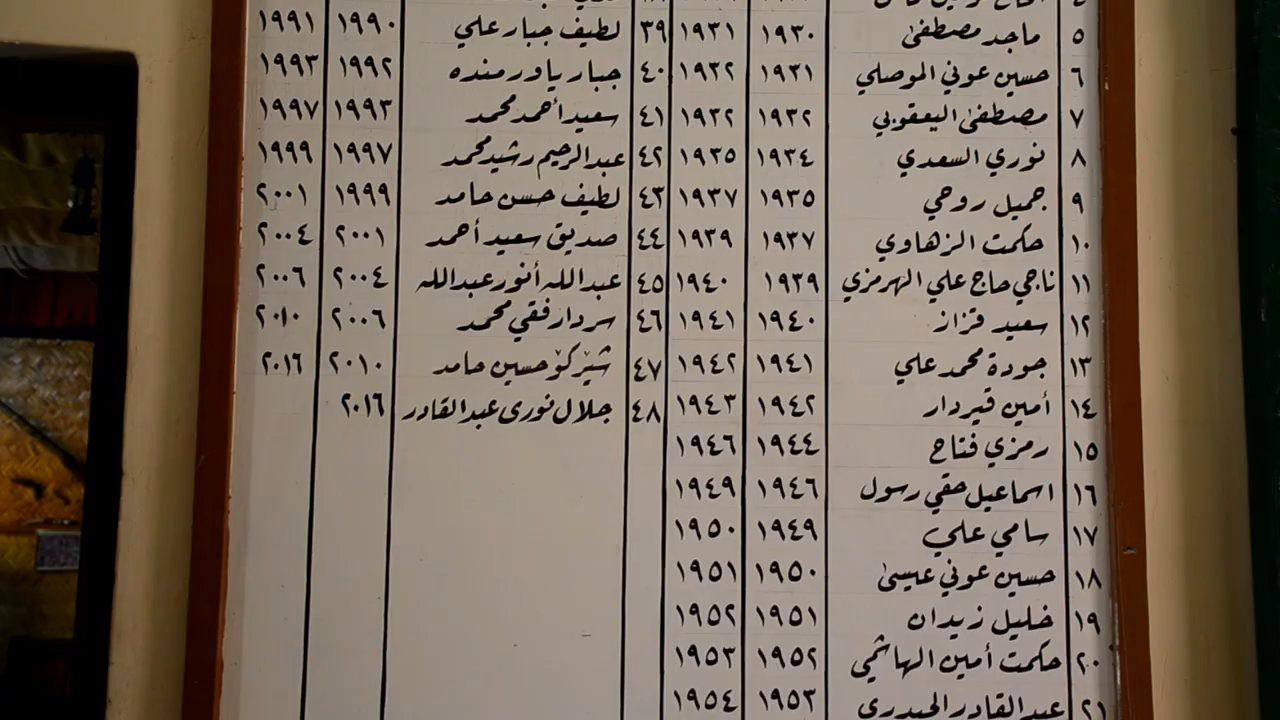 ٥ ماجد مصطفى ١٩٣٠ ١٩٣١ ٣٩ لطيف جبار علي ١٩٩٠ ١٩٩١
٦ حسين عوني الموصلي ١٩٣١ ١٩٣٢ ٤٠ جبار ياور منده ١٩٩٢ ١٩٩٣
٧ مصطفى اليعقوبي ١٩٣٢ ١٩٣٢ ٤١ سعيد أحمد محمد ١٩٩٣ ١٩٩٧
٨ نوري السعدي ١٩٣٤ ١٩٣٥ ٤٢ عبد الرحيم رشيد محمد ١٩٩٧ ١٩٩٩
٩ جميل روحي ١٩٣٥ ١٩٣٧ ٤٣ لطيف حسن حامد ١٩٩٩ ٢٠٠١
١٠ حكمت الزهاوي ١٩٣٧ ١٩٣٩ ٤٤ صديق سعيد أحمد ٢٠٠١ ٢٠٠٤
١١ ناجي حاج علي الهرمزي ١٩٣٩ ١٩٤٠ ٤٥ عبدالله أنور عبدالله ٢٠٠٤ ٢٠٠٦
١٢ سعيد قزاز ١٩٤٠ ١٩٤١ ٤٦ سردار فقي محمد ٢٠٠٦ ٢٠١٠
١٣ جودة محمد علي ١٩٤١ ١٩٤٢ ٤٧ شێرکۆ حسين حامد ٢٠١٠ ٢٠١٦
١٤ أمين قيردار ١٩٤٢ ١٩٤٣ ٤٨ جلال نورى عبد القادر ٢٠١٦
١٥ رمزي فتاح ١٩٤٤ ١٩٤٦
١٦ اسماعيل حقي رسول ١٩٤٦ ١٩٤٩
١٧ سامي علي ١٩٤٩ ١٩٥٠
١٨ حسين عوني عيسى ١٩٥٠ ١٩٥١
١٩ خليل زيدان ١٩٥١ ١٩٥٢
٢٠ حكمت أمين الهاشمي ١٩٥٢ ١٩٥٣
٢١ عبد القادر الحيدري ١٩٥٣ ١٩٥٤